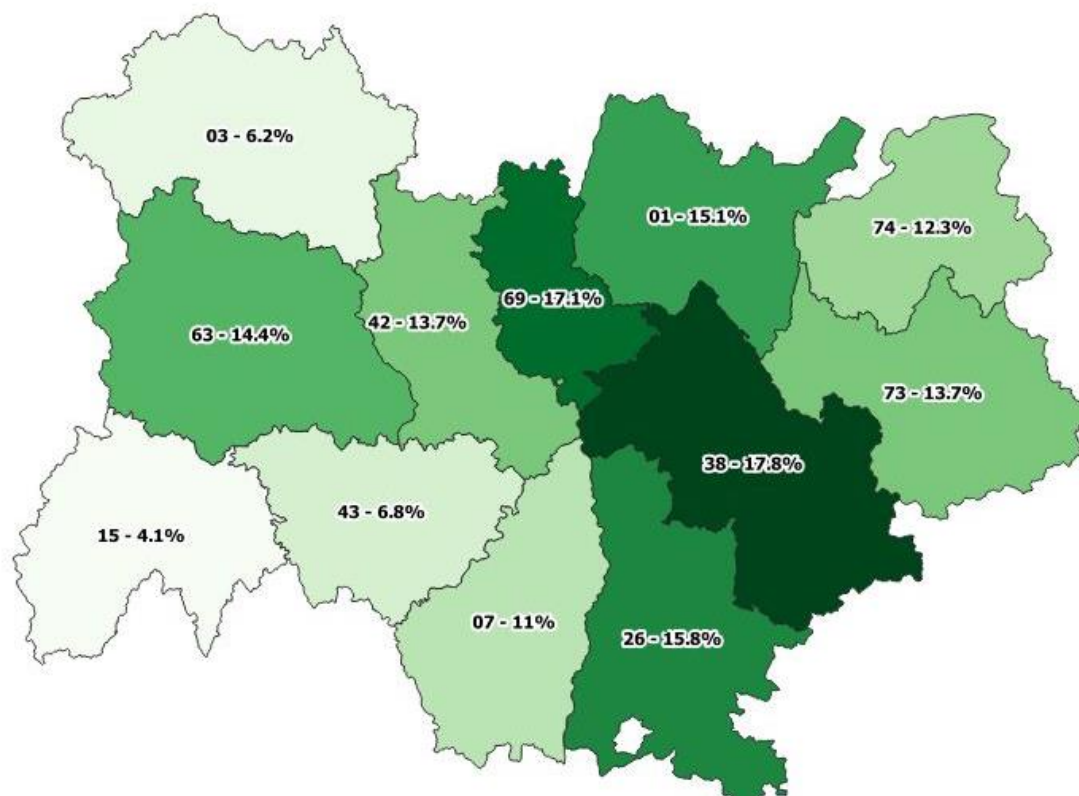 03 - 6.2%
01 - 15.1%
74 - 12.3%
69 - 17.1%
42 - 13.7%
63 - 14.4%
73 - 13.7%
38 - 17.8%
43 - 6.8%
15 - 4.1%
07 - 11%
26 - 15.8%